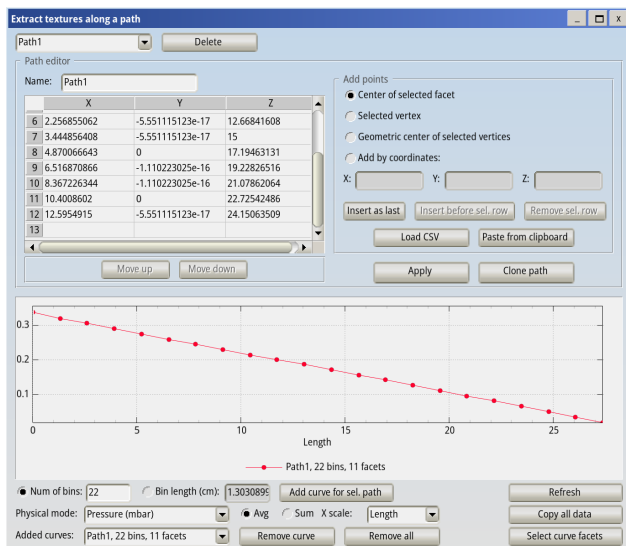 Extract textures along a path
Path1 Delete
Path editor
Name: Path1
X Y Z
6 2.256855062 -5.551115123e-17 12.66841608
7 3.444856408 -5.551115123e-17 15
8 4.870066643 0 17.19463131
9 6.516870866 -1.110223025e-16 19.22826516
10 8.367226344 -1.110223025e-16 21.07862064
11 10.4008602 0 22.72542486
12 12.5954915 -5.551115123e-17 24.15063509
13
Move up Move down
Add points
Center of selected facet
Selected vertex
Geometric center of selected vertices
Add by coordinates:
X: Y: Z:
Insert as last Insert before sel. row Remove sel. row
Load CSV Paste from clipboard
Apply Clone path
0.3
0.2
0.1
0 5 10 15 20 25
Length
Path1, 22 bins, 11 facets
Num of bins: 22 Bin length (cm): 1.3030899 Add curve for sel. path Refresh
Physical mode: Pressure (mbar) Avg Sum X scale: Length Copy all data
Added curves: Path1, 22 bins, 11 facets Remove curve Remove all Select curve facets